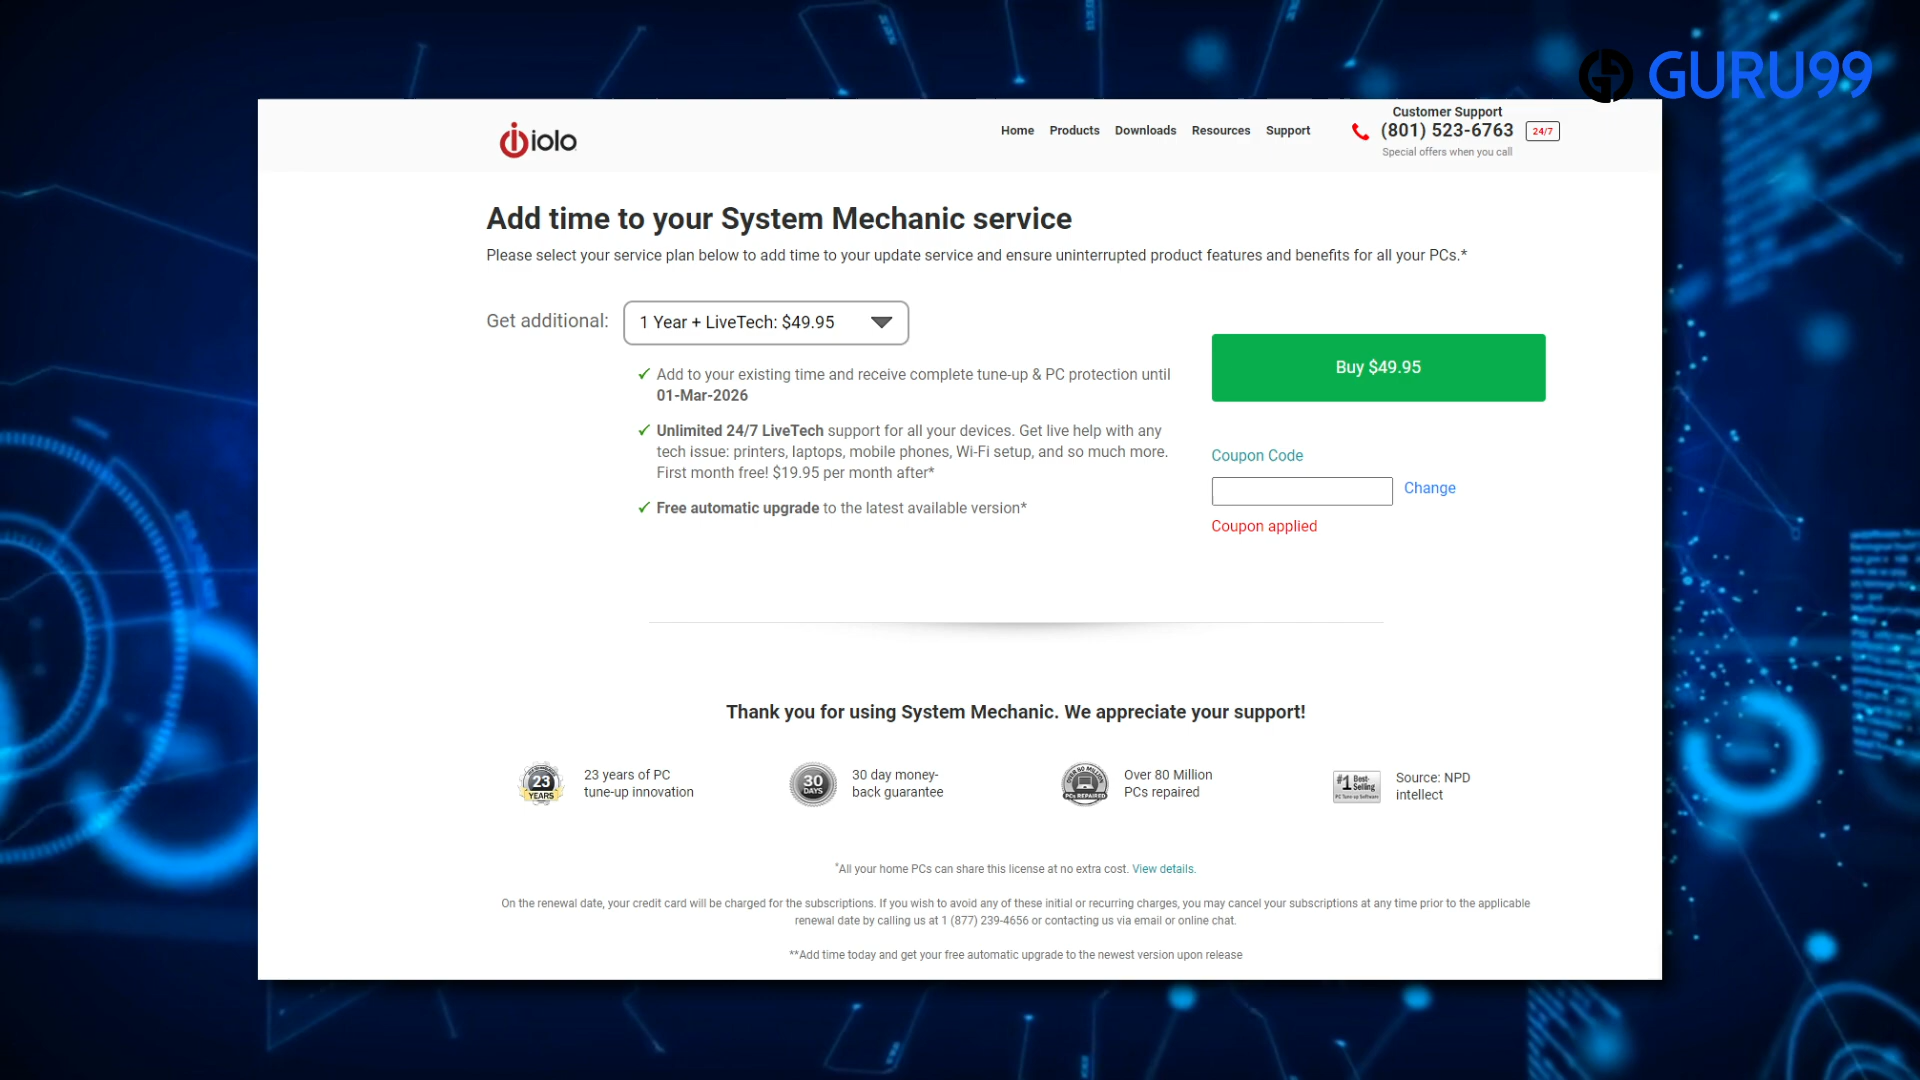 GURU99
iolo
Home Products Downloads Resources Support
Customer Support
(801) 523-6763
24/7
Special offers when you call
Add time to your System Mechanic service
Please select your service plan below to add time to your update service and ensure uninterrupted product features and benefits for all your PCs.*
Get additional:
1 Year + LiveTech: $49.95
Add to your existing time and receive complete tune-up & PC protection until
01-Mar-2026
Unlimited 24/7 LiveTech support for all your devices. Get live help with any
tech issue: printers, laptops, mobile phones, Wi-Fi setup, and so much more.
First month free! $19.95 per month after*
Free automatic upgrade to the latest available version*
Buy $49.95
Coupon Code
Change
Coupon applied
Thank you for using System Mechanic. We appreciate your support!
23
YEARS
23 years of PC
tune-up innovation
30
DAYS
30 day money-
back guarantee
OVER 80 MILLION
PCs REPAIRED
Over 80 Million
PCs repaired
#1 Best-
Selling
PC Tune-up Software
Source: NPD
intellect
*All your home PCs can share this license at no extra cost. View details.
On the renewal date, your credit card will be charged for the subscriptions. If you wish to avoid any of these initial or recurring charges, you may cancel your subscriptions at any time prior to the applicable
renewal date by calling us at 1 (877) 239-4656 or contacting us via email or online chat.
**Add time today and get your free automatic upgrade to the newest version upon release